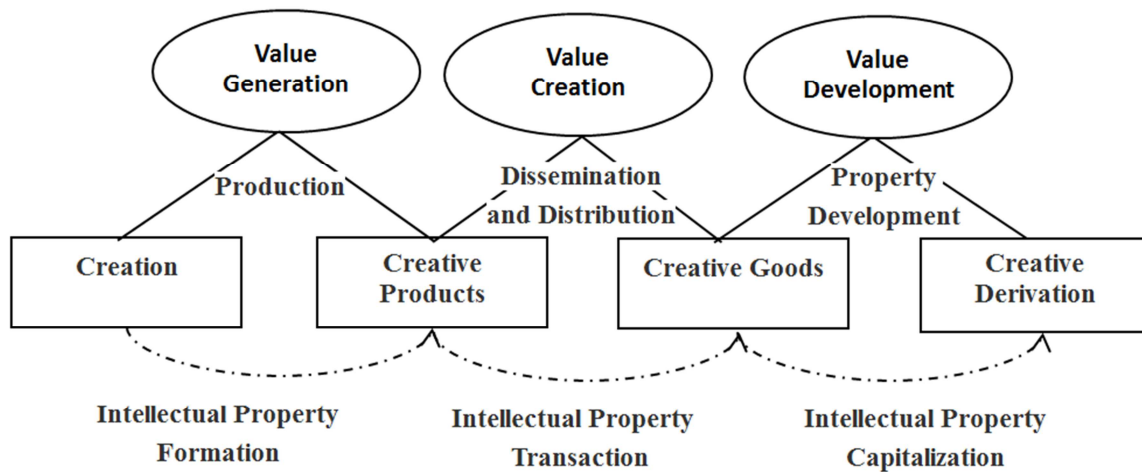 Value
Generation
Value
Creation
Value
Development
Production
Dissemination
and Distribution
Property
Development
Creation
Creative
Products
Creative Goods
Creative
Derivation
Intellectual Property
Formation
Intellectual Property
Transaction
Intellectual Property
Capitalization